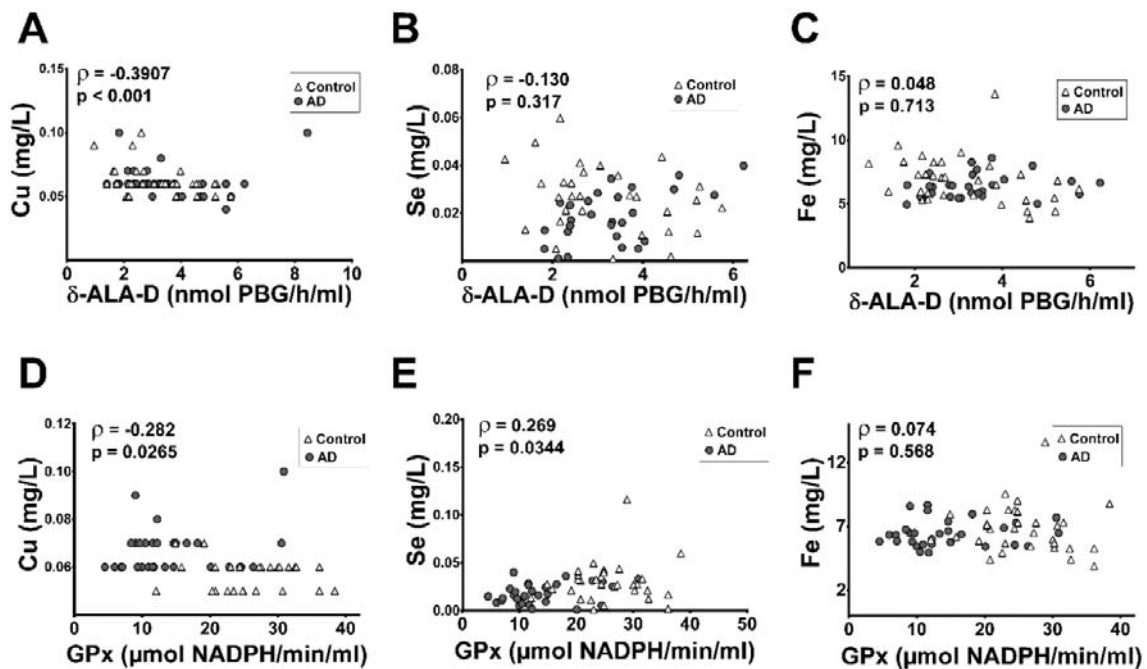 A
ρ = -0.3907
p < 0.001
Control
AD
Cu (mg/L)
0.15
0.10
0.05
0 2 4 6 8 10
δ-ALA-D (nmol PBG/h/ml)
B
ρ = -0.130
p = 0.317
Control
AD
Se (mg/L)
0.08
0.06
0.04
0.02
0 2 4 6
δ-ALA-D (nmol PBG/h/ml)
C
ρ = 0.048
p = 0.713
Control
AD
Fe (mg/L)
15
10
5
2 4 6
δ-ALA-D (nmol PBG/h/ml)
D
ρ = -0.282
p = 0.0265
Control
AD
Cu (mg/L)
0.12
0.10
0.08
0.06
0 10 20 30 40
GPx (µmol NADPH/min/ml)
E
ρ = 0.269
p = 0.0344
Control
AD
Se (mg/L)
0.20
0.15
0.10
0.05
0.00
0 10 20 30 40 50
GPx (µmol NADPH/min/ml)
F
ρ = 0.074
p = 0.568
Control
AD
Fe (mg/L)
12
7
2
0 10 20 30 40
GPx (µmol NADPH/min/ml)